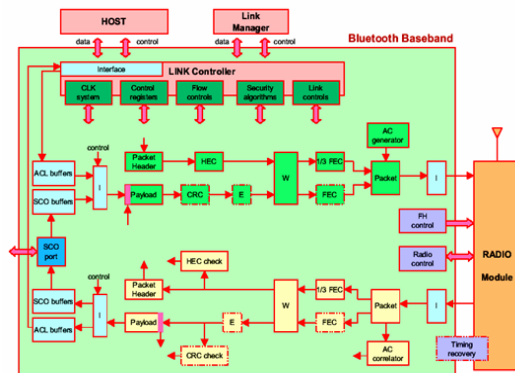 HOST
Link
Manager
data
control
data
control
Bluetooth Baseband
Interface
LINK Controller
CLK
system
Control
registers
Flow
controls
Security
algorithms
Link
controls
AC
generator
control
Packet
Header
HEC
1/3 FEC
ACL buffers
I
W
Packet
I
SCO buffers
Payload
CRC
E
FEC
FH
control
SCO
port
RADIO
Module
HEC check
Radio
control
control
Packet
Header
1/3 FEC
SCO buffers
I
W
Packet
I
ACL buffers
Payload
E
FEC
Timing
recovery
CRC check
AC
correlator